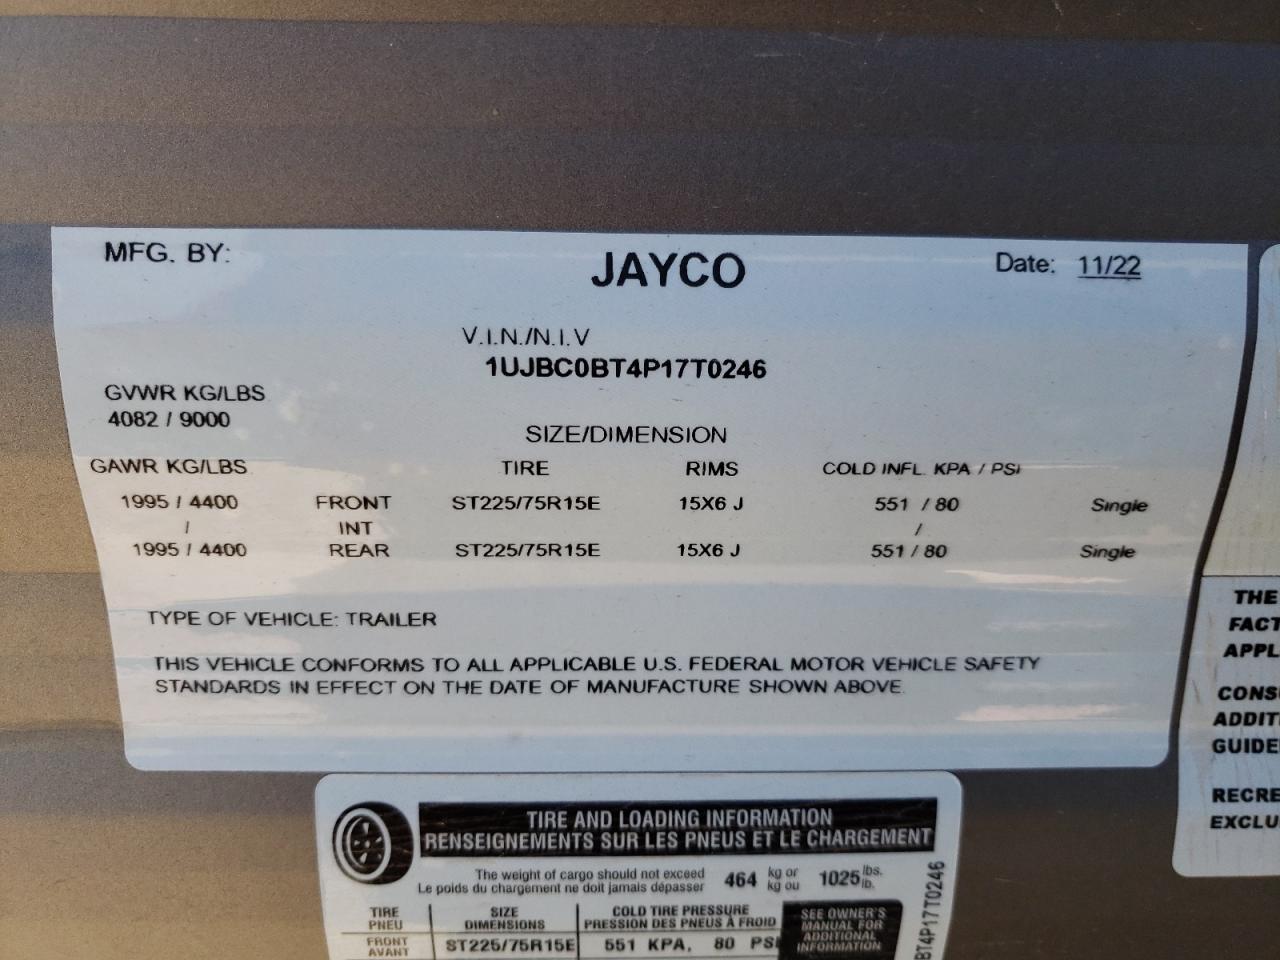 MFG. BY: JAYCO Date: 11/22
V.I.N./N.I.V
1UJBC0BT4P17T0246
GVWR KG/LBS
4082 / 9000
SIZE/DIMENSION
GAWR KG/LBS TIRE RIMS COLD INFL. KPA / PSI
1995 / 4400 FRONT ST225/75R15E 15X6 J 551 / 80 Single
/ INT /
1995 / 4400 REAR ST225/75R15E 15X6 J 551 / 80 Single
TYPE OF VEHICLE: TRAILER
THIS VEHICLE CONFORMS TO ALL APPLICABLE U.S. FEDERAL MOTOR VEHICLE SAFETY
STANDARDS IN EFFECT ON THE DATE OF MANUFACTURE SHOWN ABOVE.
THE
FACT
APPL
CONSU
ADDIT
GUIDE
RECRE
EXCLU
TIRE AND LOADING INFORMATION
RENSEIGNEMENTS SUR LES PNEUS ET LE CHARGEMENT
The weight of cargo should not exceed 464 kg or 1025 lbs.
Le poids du chargement ne doit jamais dépasser kg ou lb.
TIRE SIZE COLD TIRE PRESSURE SEE OWNER'S
PNEU DIMENSIONS PRESSION DES PNEUS À FROID MANUAL FOR
ADDITIONAL
INFORMATION
FRONT ST225/75R15E 551 KPA, 80 PSI
AVANT
BT4P17T0246